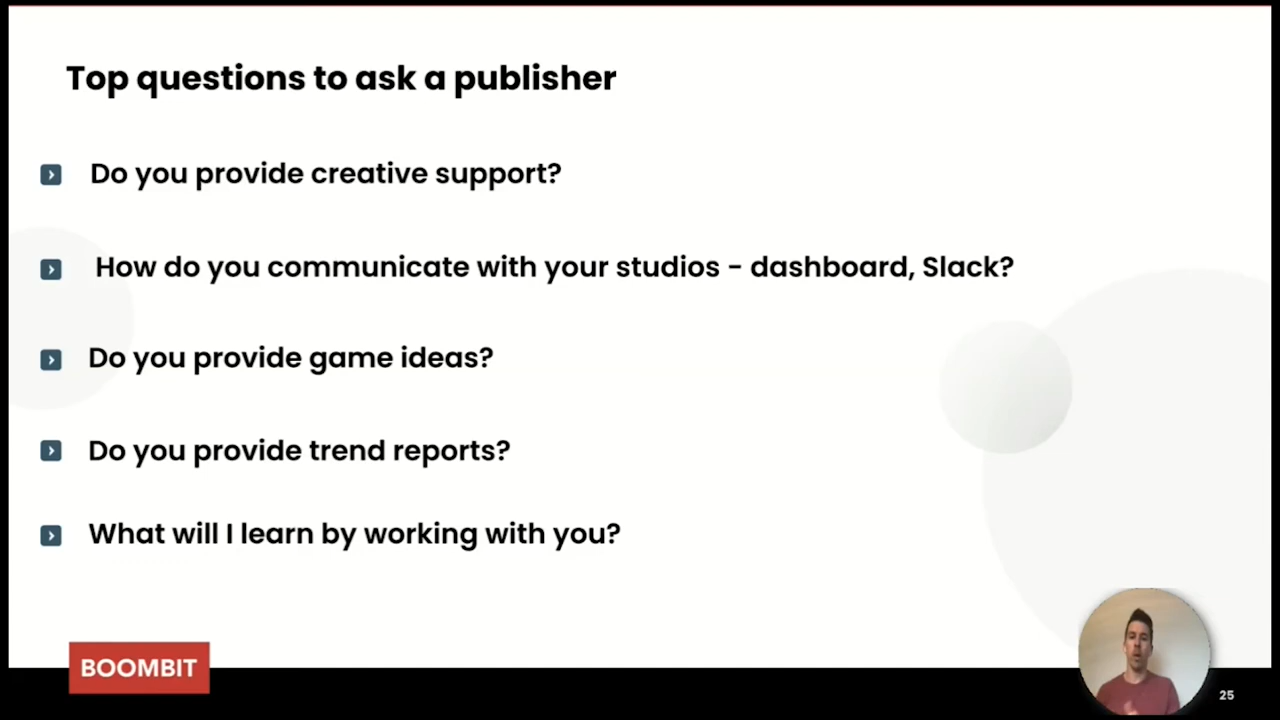 Top questions to ask a publisher
Do you provide creative support?
How do you communicate with your studios - dashboard, Slack?
Do you provide game ideas?
Do you provide trend reports?
What will I learn by working with you?
BOOMBIT
25